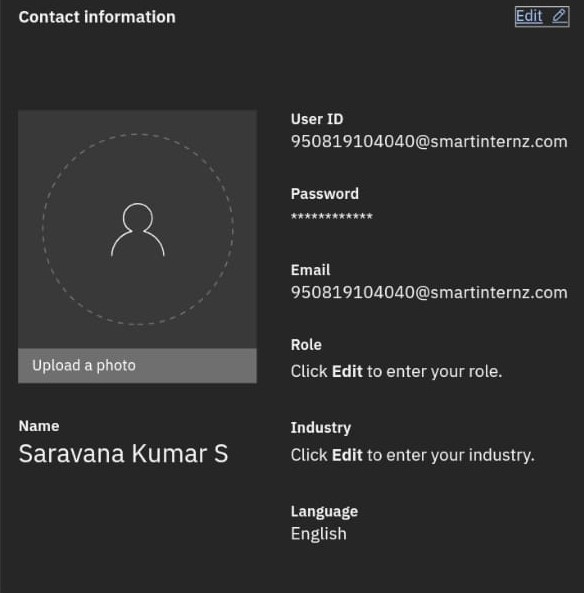 Contact information
Edit
User ID
950819104040@smartinternz.com
Password
************
Email
950819104040@smartinternz.com
Role
Click Edit to enter your role.
Upload a photo
Name
Saravana Kumar S
Industry
Click Edit to enter your industry.
Language
English